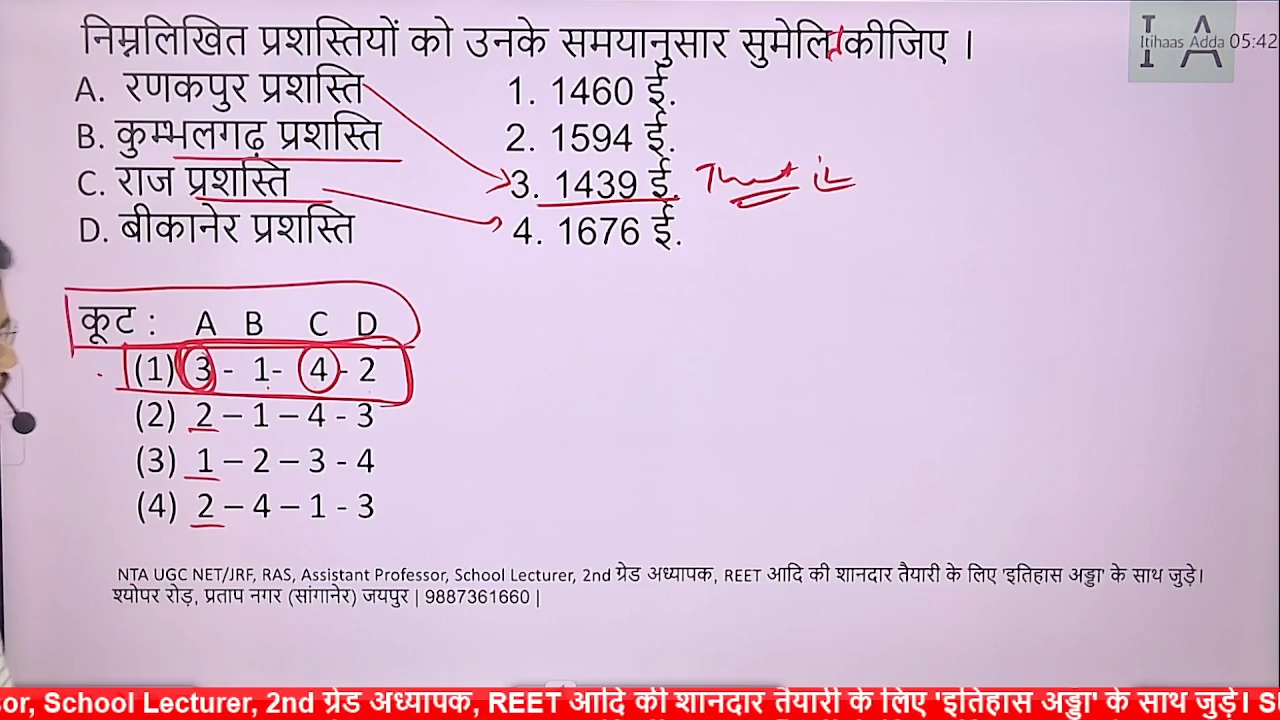 निम्नलिखित प्रशस्तियों को उनके समयानुसार सुमेलि कीजिए ।
Itihaas Adda 05:42
I A
A. रणकपुर प्रशस्ति 1. 1460 ई.
B. कुम्भलगढ़ प्रशस्ति 2. 1594 ई.
C. राज प्रशस्ति 3. 1439 ई.
D. बीकानेर प्रशस्ति 4. 1676 ई.
कूट : A B C D
(1) 3 - 1- 4 - 2
(2) 2 – 1 – 4 - 3
(3) 1 – 2 – 3 - 4
(4) 2 – 4 – 1 - 3
NTA UGC NET/JRF, RAS, Assistant Professor, School Lecturer, 2nd ग्रेड अध्यापक, REET आदि की शानदार तैयारी के लिए 'इतिहास अड्डा' के साथ जुड़े।
श्योपर रोड़, प्रताप नगर (सांगानेर) जयपुर | 9887361660 |
or, School Lecturer, 2nd ग्रेड अध्यापक, REET आदि की शानदार तैयारी के लिए 'इतिहास अड्डा' के साथ जुड़े। S